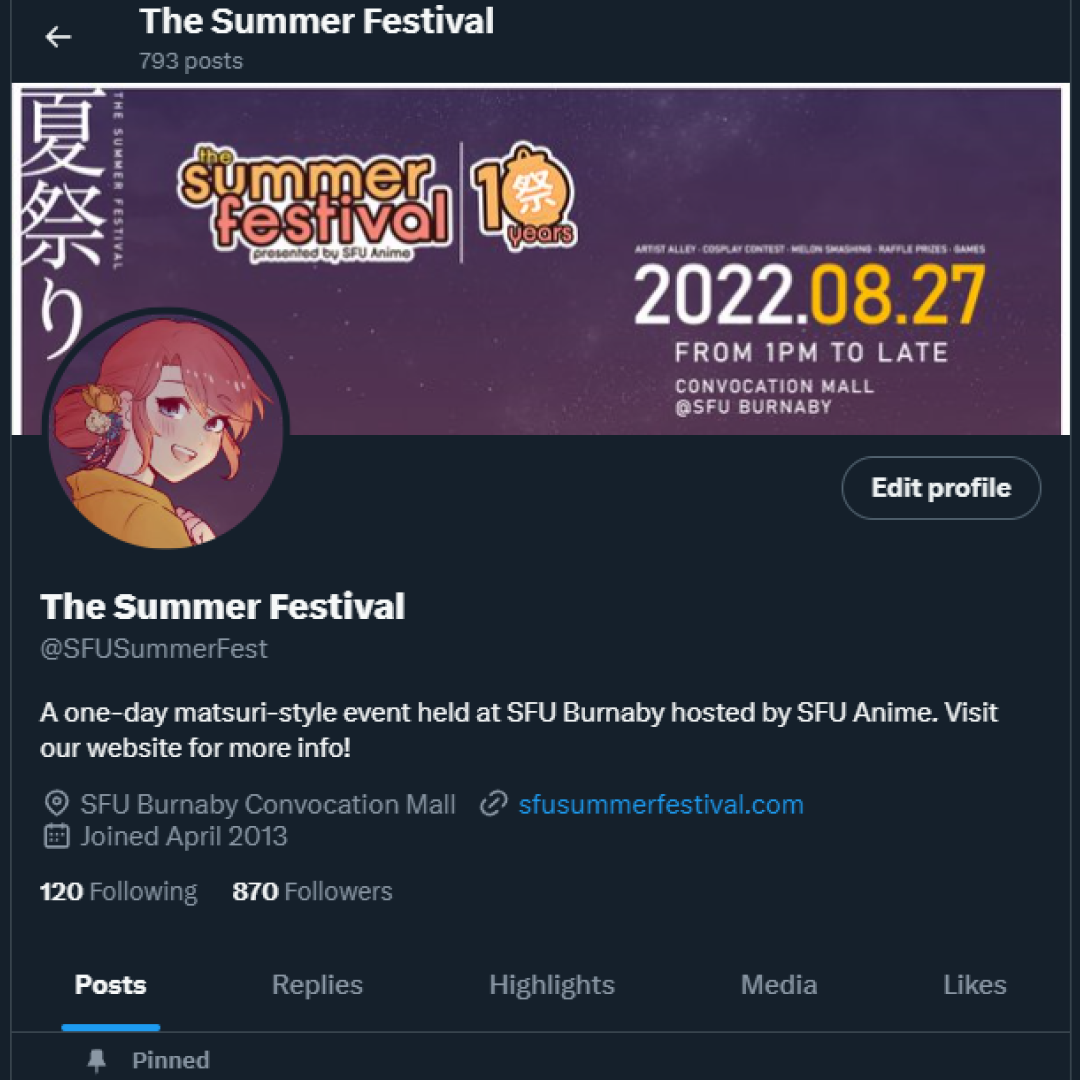 The Summer Festival
793 posts
夏祭り
THE SUMMER FESTIVAL
the
summer
festival
presented by SFU Anime
10
祭
years
ARTIST ALLEY · COSPLAY CONTEST · MELON SMASHING · RAFFLE PRIZES · GAMES
2022.08.27
FROM 1PM TO LATE
CONVOCATION MALL
@SFU BURNABY
Edit profile
The Summer Festival
@SFUSummerFest
A one-day matsuri-style event held at SFU Burnaby hosted by SFU Anime. Visit
our website for more info!
SFU Burnaby Convocation Mall sfusummerfestival.com
Joined April 2013
120 Following 870 Followers
Posts Replies Highlights Media Likes
Pinned